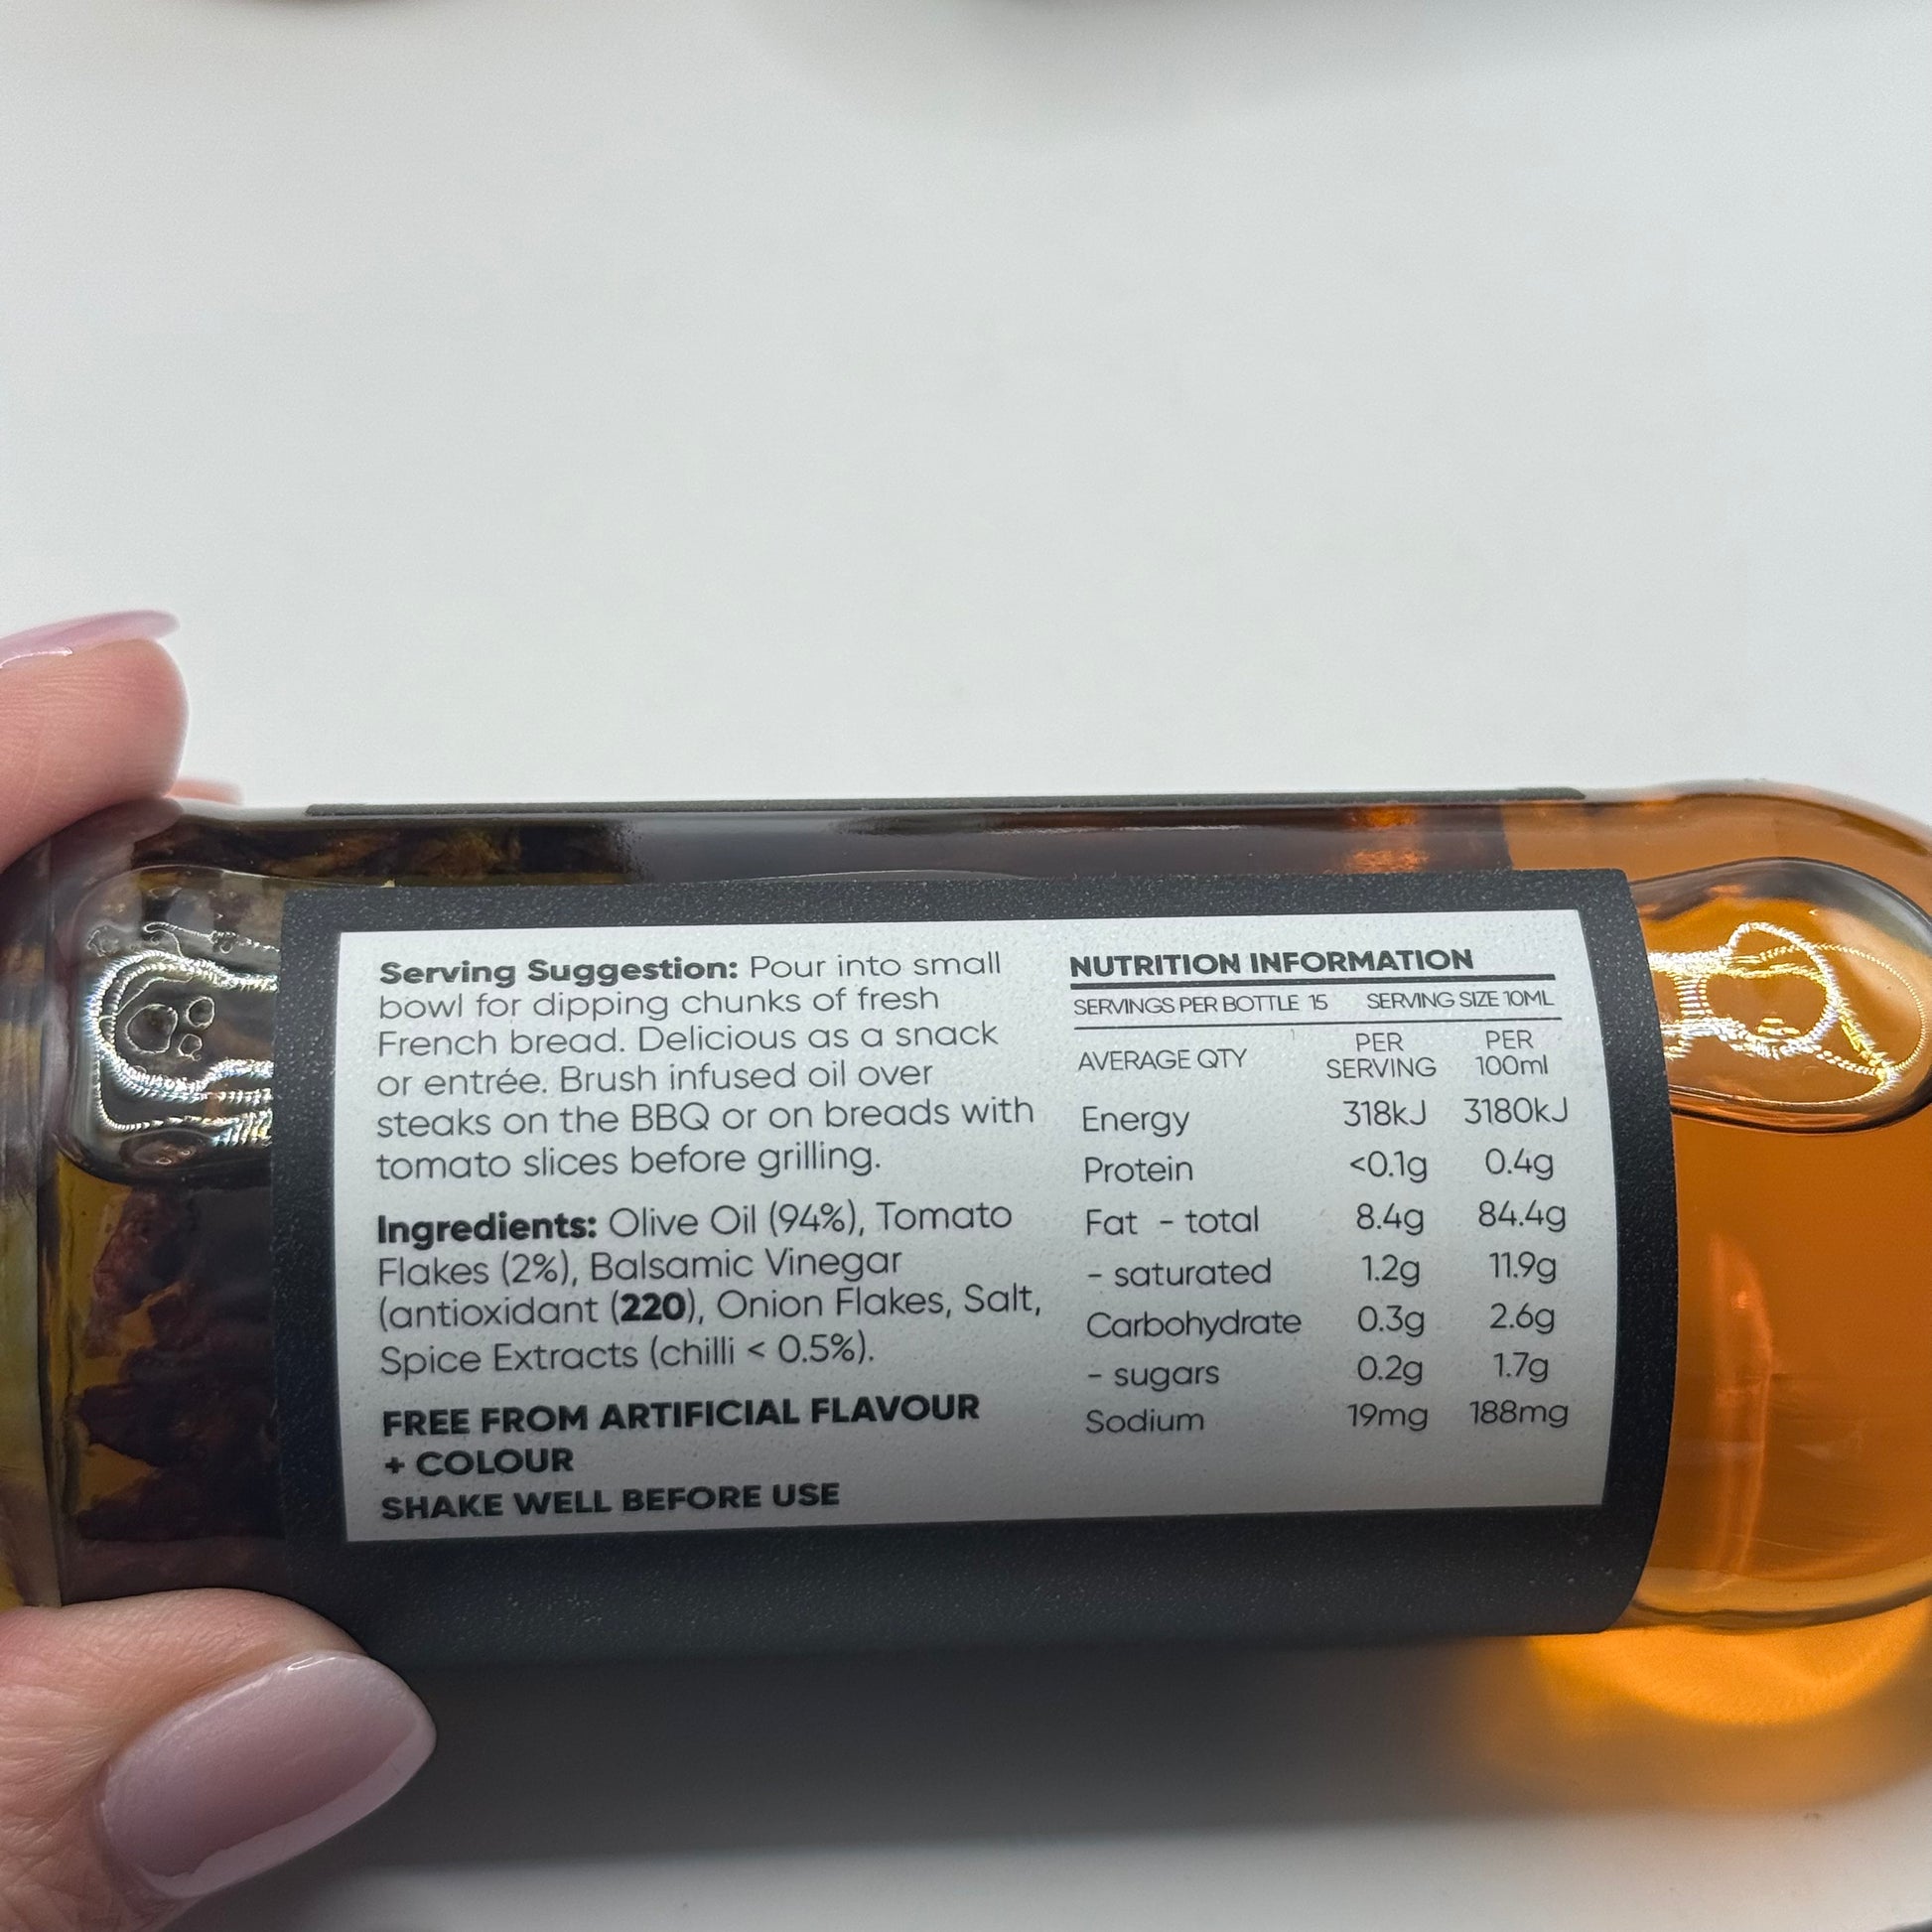 Serving Suggestion: Pour into small
bowl for dipping chunks of fresh
French bread. Delicious as a snack
or entrée. Brush infused oil over
steaks on the BBQ or on breads with
tomato slices before grilling.
Ingredients: Olive Oil (94%), Tomato
Flakes (2%), Balsamic Vinegar
(antioxidant (220), Onion Flakes, Salt,
Spice Extracts (chilli < 0.5%).
FREE FROM ARTIFICIAL FLAVOUR
+ COLOUR
SHAKE WELL BEFORE USE
NUTRITION INFORMATION
SERVINGS PER BOTTLE 15 SERVING SIZE 10ML
AVERAGE QTY PER SERVING PER 100ml
Energy 318kJ 3180kJ
Protein <0.1g 0.4g
Fat - total 8.4g 84.4g
- saturated 1.2g 11.9g
Carbohydrate 0.3g 2.6g
- sugars 0.2g 1.7g
Sodium 19mg 188mg